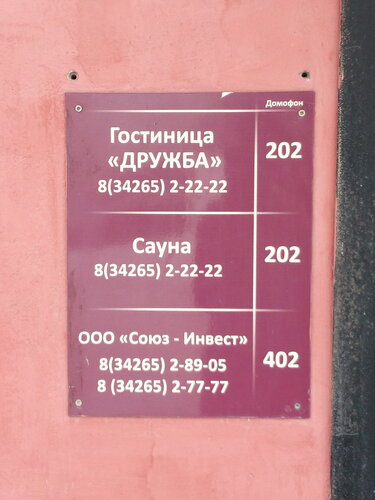 Домофон
Гостиница
«ДРУЖБА»
8(34265) 2-22-22
202
Сауна
8(34265) 2-22-22
202
ООО «Союз - Инвест»
8(34265) 2-89-05
8 (34265) 2-77-77
402